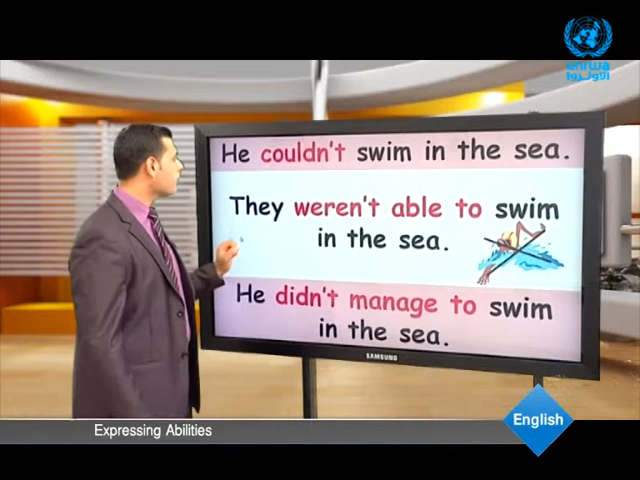 unrwa
الأونروا
He couldn't swim in the sea.
They weren't able to swim
in the sea.
He didn't manage to swim
in the sea.
SAMSUNG
English
Expressing Abilities